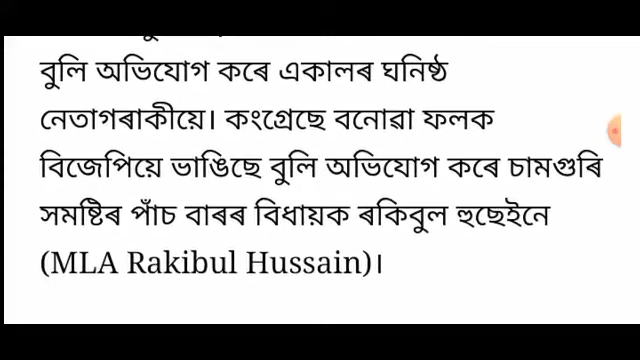 বুলি অভিযোগ কৰে একালৰ ঘনিষ্ঠ
নেতাগৰাকীয়ে। কংগ্ৰেছে বনোৱা ফলক
বিজেপিয়ে ভাঙিছে বুলি অভিযোগ কৰে চামগুৰি
সমষ্টিৰ পাঁচ বাৰৰ বিধায়ক ৰকিবুল হুছেইনে
(MLA Rakibul Hussain)।